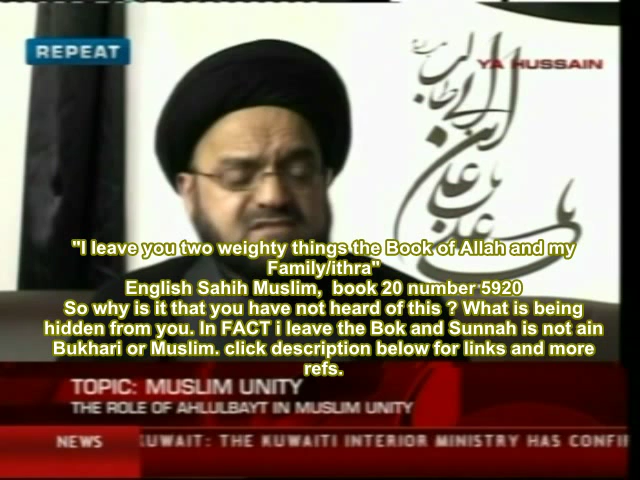 REPEAT
YA HUSSAIN
"I leave you two weighty things the Book of Allah and my
Family/ithra"
English Sahih Muslim, book 20 number 5920
So why is it that you have not heard of this ? What is being
hidden from you. In FACT i leave the Bok and Sunnah is not ain
Bukhari or Muslim. click description below for links and more
refs.
TOPIC: MUSLIM UNITY
THE ROLE OF AHLULBAYT IN MUSLIM UNITY
NEWS
KUWAIT: THE KUWAITI INTERIOR MINISTRY HAS CONFI